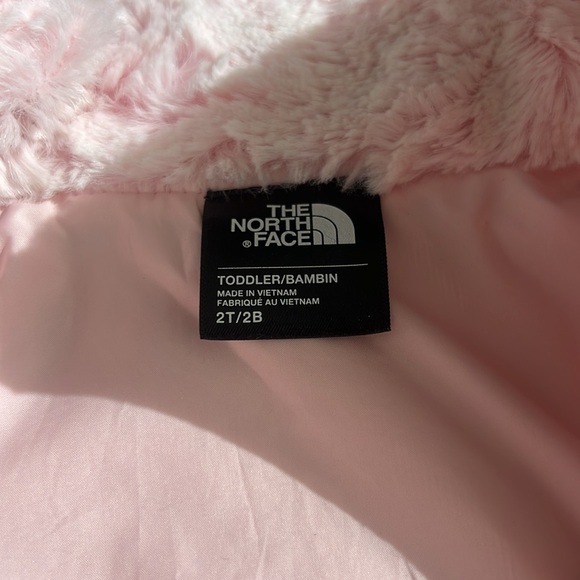 THE
NORTH
® FACE
TODDLER/BAMBIN
MADE IN VIETNAM
FABRIQUÉ AU VIETNAM
2T/2B